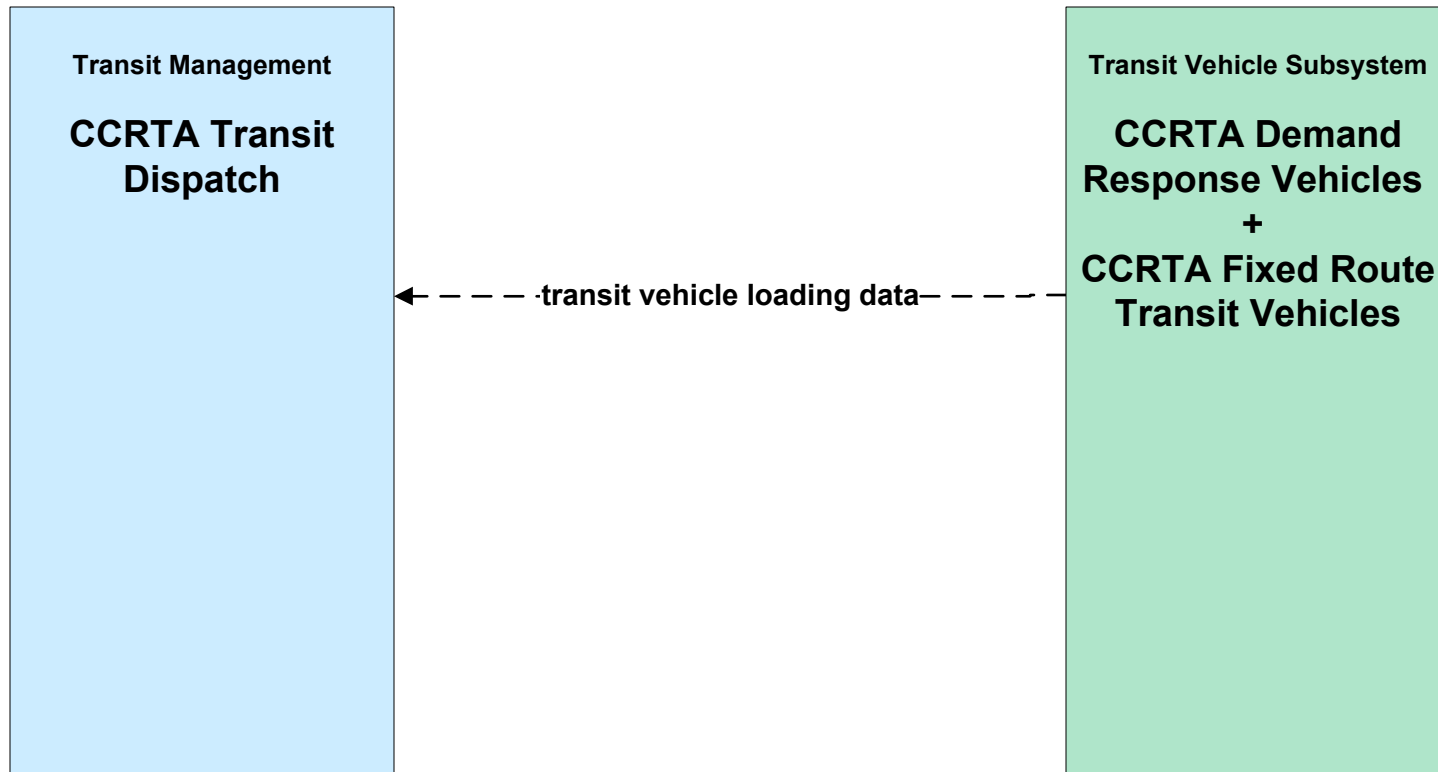 Transit Management
CCRTA Transit
Dispatch
transit vehicle loading data
Transit Vehicle Subsystem
CCRTA Demand
Response Vehicles
+
CCRTA Fixed Route
Transit Vehicles